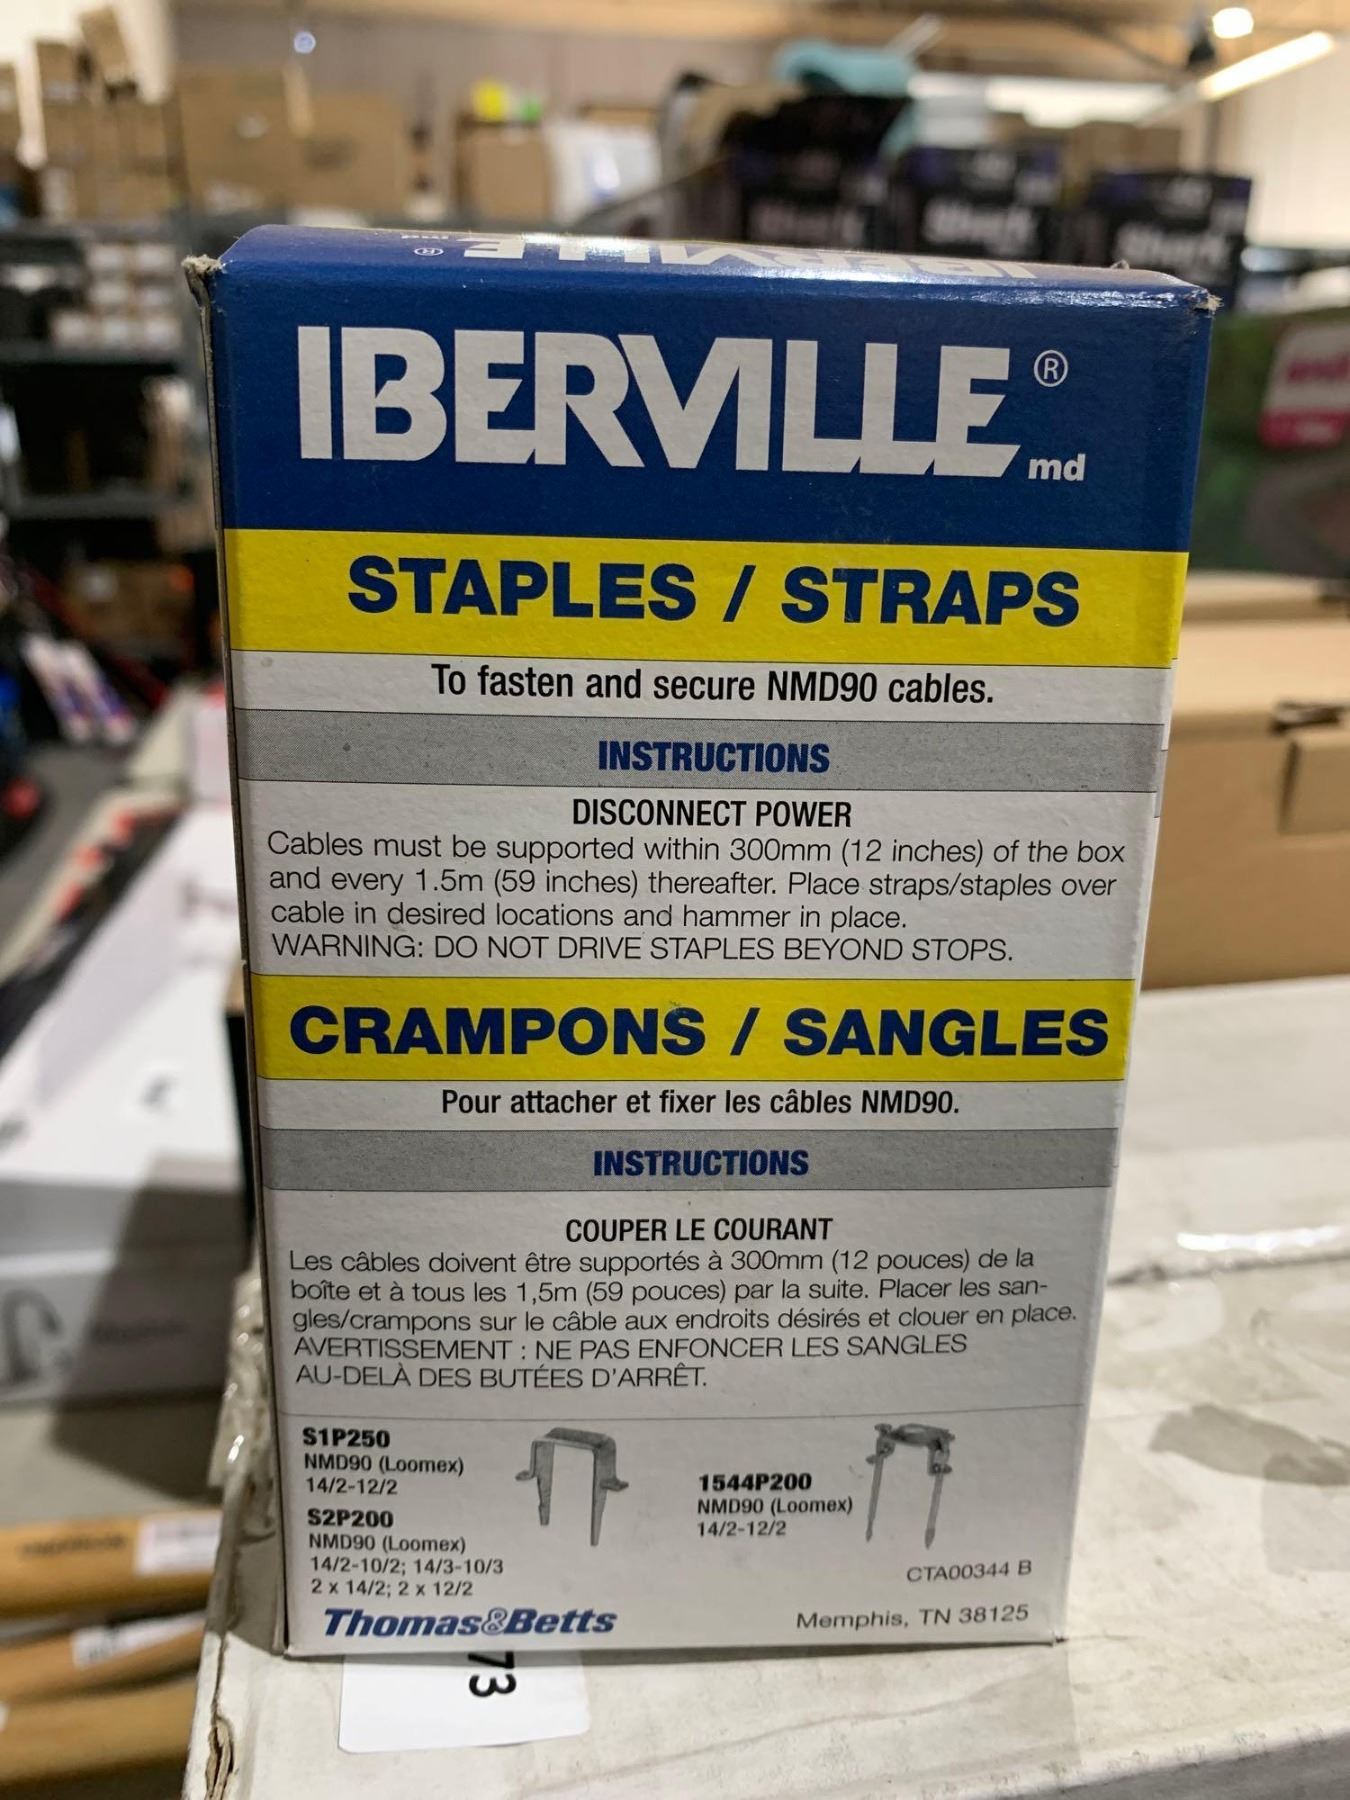 IBERVILLE ®
IBERVILLE ®
md
STAPLES / STRAPS
To fasten and secure NMD90 cables.
INSTRUCTIONS
DISCONNECT POWER
Cables must be supported within 300mm (12 inches) of the box
and every 1.5m (59 inches) thereafter. Place straps/staples over
cable in desired locations and hammer in place.
WARNING: DO NOT DRIVE STAPLES BEYOND STOPS.
CRAMPONS / SANGLES
Pour attacher et fixer les câbles NMD90.
INSTRUCTIONS
COUPER LE COURANT
Les câbles doivent être supportés à 300mm (12 pouces) de la
boîte et à tous les 1,5m (59 pouces) par la suite. Placer les san-
gles/crampons sur le câble aux endroits désirés et clouer en place.
AVERTISSEMENT : NE PAS ENFONCER LES SANGLES
AU-DELÀ DES BUTÉES D'ARRÊT.
S1P250
NMD90 (Loomex)
14/2-12/2
S2P200
NMD90 (Loomex)
14/2-10/2; 14/3-10/3
2 x 14/2; 2 x 12/2
1544P200
NMD90 (Loomex)
14/2-12/2
CTA00344 B
Thomas&Betts
Memphis, TN 38125
73